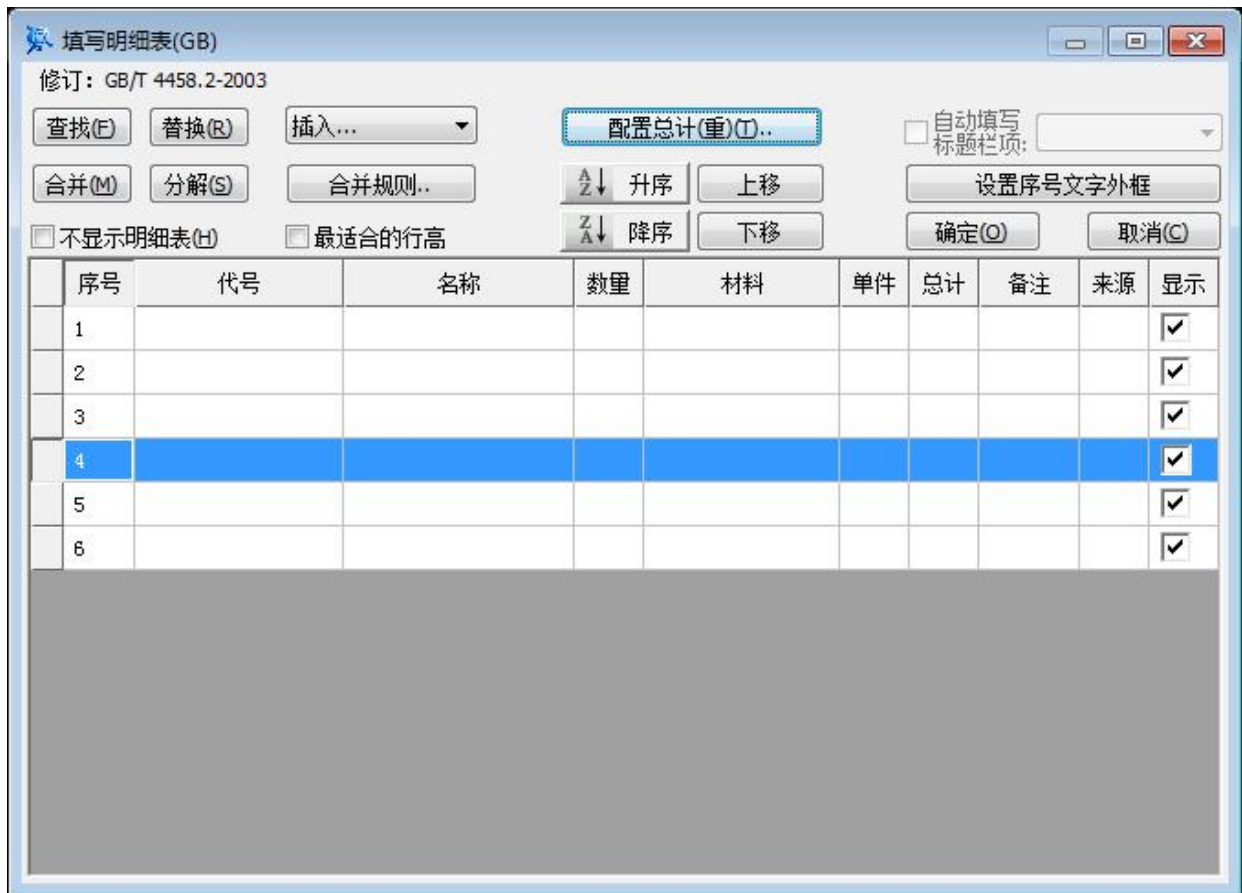 填写明细表(GB)
修订: GB/T 4458.2-2003
查找(F) 替换(R) 插入... 配置总计(重)(T).. 自动填写
标题栏项:
合并(M) 分解(S) 合并规则.. 升序 上移 设置序号文字外框
不显示明细表(H) 最适合的行高 降序 下移 确定(O) 取消(C)
序号 代号 名称 数量 材料 单件 总计 备注 来源 显示
1
2
3
4
5
6